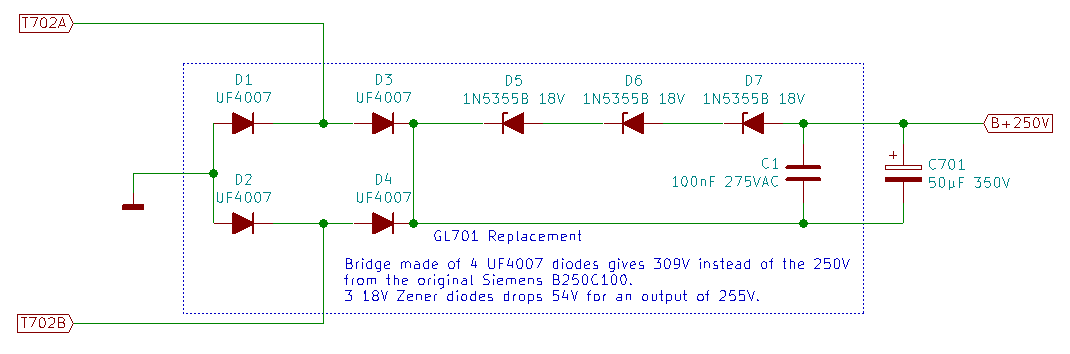 T702A
D1
UF4007
D3
UF4007
D5
1N5355B 18V
D6
1N5355B 18V
D7
1N5355B 18V
B+250V
D2
UF4007
D4
UF4007
C1
100nF 275VAC
+
C701
50µF 350V
GL701 Replacement
Bridge made of 4 UF4007 diodes gives 309V instead of the 250V
from the original Siemens B250C100.
3 18V Zener diodes drops 54V for an output of 255V.
T702B